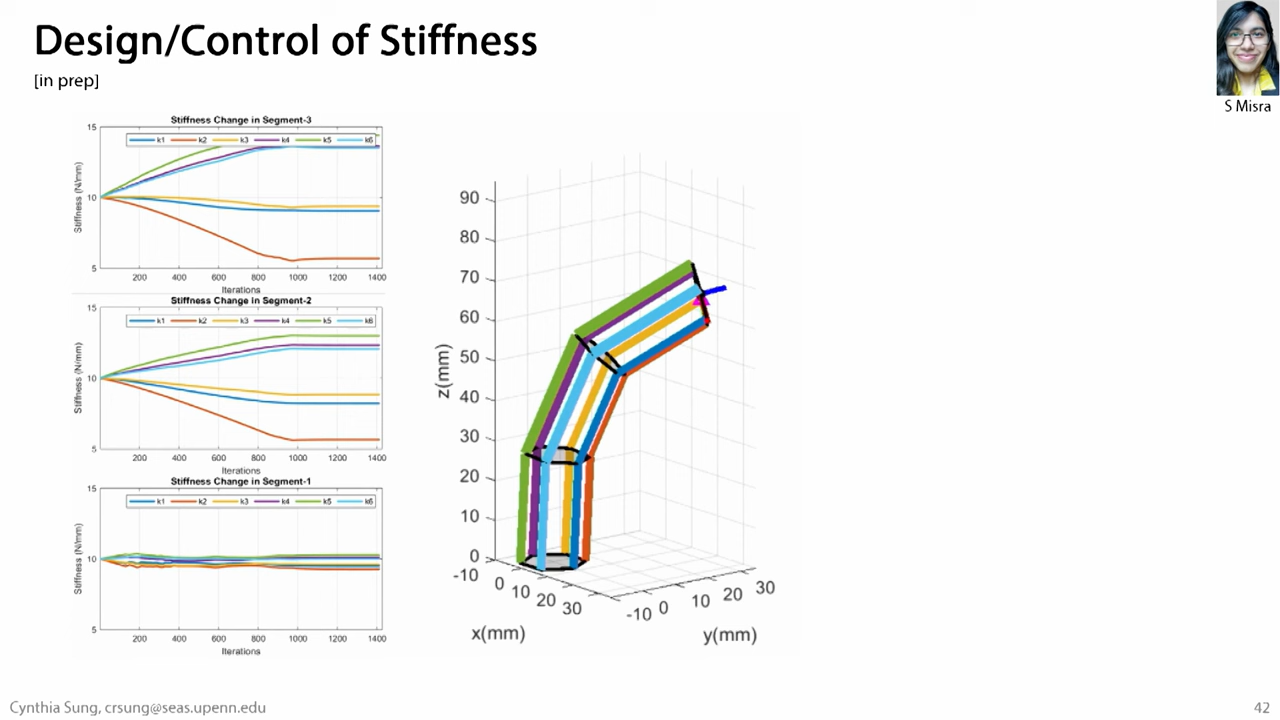 Design/Control of Stiffness
[in prep]
S Misra
Stiffness Change in Segment-3
k1 k2 k3 k4 k5 k6
15
10
5
Stiffness (N/mm)
200 400 600 800 1000 1200 1400
Iterations
Stiffness Change in Segment-2
k1 k2 k3 k4 k5 k6
15
10
5
Stiffness (N/mm)
200 400 600 800 1000 1200 1400
Iterations
Stiffness Change in Segment-1
k1 k2 k3 k4 k5 k6
15
10
5
Stiffness (N/mm)
200 400 600 800 1000 1200 1400
Iterations
90
80
70
60
50
40
30
20
10
0
z(mm)
-10 0 10 20 30
x(mm)
-10 0 10 20 30
y(mm)
Cynthia Sung, crsung@seas.upenn.edu
42